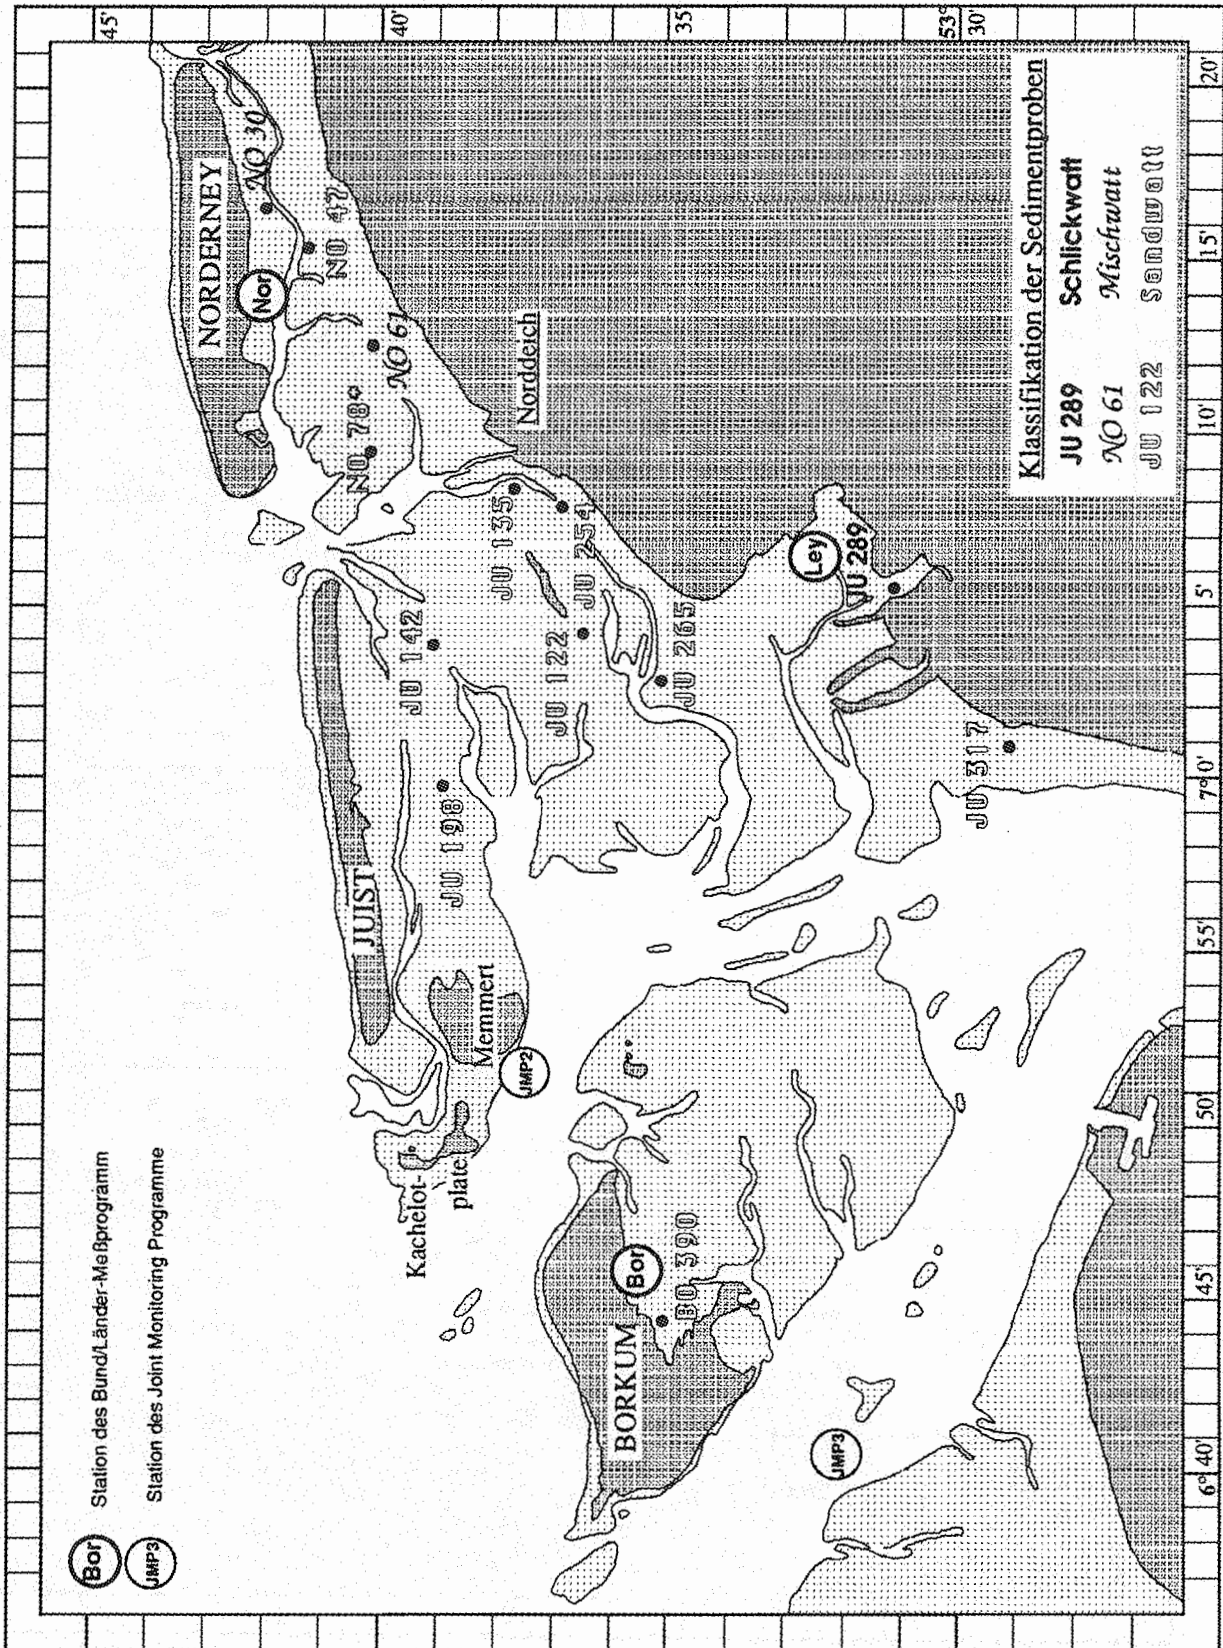 Bor Station des Bund/Länder-Meßprogramm
JMP3 Station des Joint Monitoring Programme
45'
40'
35'
53°
30'
NORDERNEY
NO 30
Nor
NO 47
NO 61
NO 78
Norddeich
JUIST
JU 142
JU 135
JU 254
JU 122
JU 198
JU 265
Ley
JU 289
JU 317
Memmert
JMP2
Kachelot-
plate
BORKUM
Bor
BO 390
JMP3
Klassifikation der Sedimentproben
JU 289 Schlickwatt
NO 61 Mischwatt
JU 122 Sandwatt
6° 40'
45'
50'
55'
7° 0'
5'
10'
15'
20'